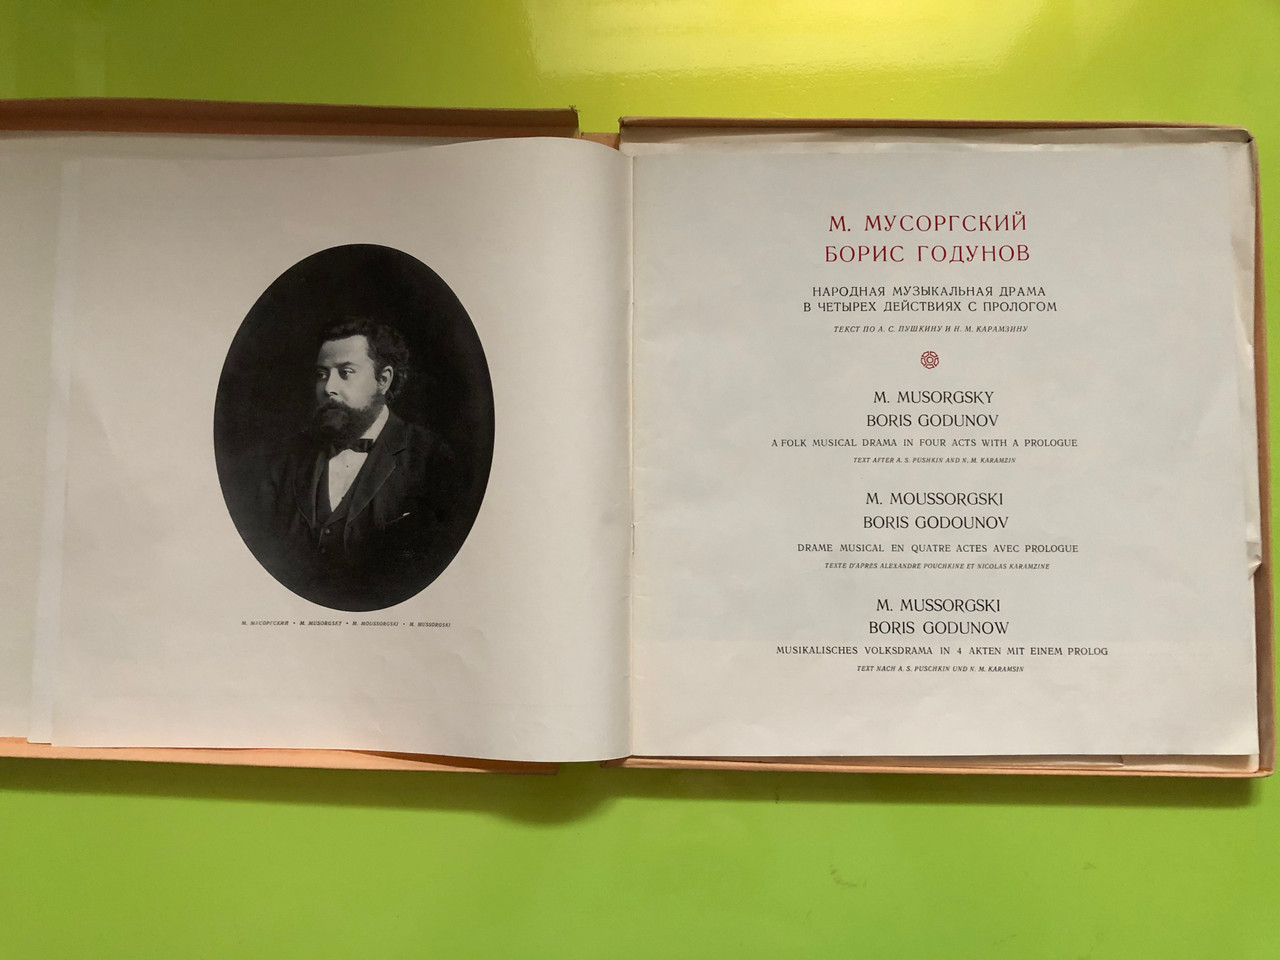 М. МУСОРГСКИЙ • M. MUSORGSKY • M. MOUSSORGSKI • M. MUSSORGSKI
М. МУСОРГСКИЙ
БОРИС ГОДУНОВ
НАРОДНАЯ МУЗЫКАЛЬНАЯ ДРАМА
В ЧЕТЫРЕХ ДЕЙСТВИЯХ С ПРОЛОГОМ
ТЕКСТ ПО А. С. ПУШКИНУ И Н. М. КАРАМЗИНУ
M. MUSORGSKY
BORIS GODUNOV
A FOLK MUSICAL DRAMA IN FOUR ACTS WITH A PROLOGUE
TEXT AFTER A. S. PUSHKIN AND N. M. KARAMZIN
M. MOUSSORGSKI
BORIS GODOUNOV
DRAME MUSICAL EN QUATRE ACTES AVEC PROLOGUE
TEXTE D'APRES ALEXANDRE POUCHKINE ET NICOLAS KARAMZINE
M. MUSSORGSKI
BORIS GODUNOW
MUSIKALISCHES VOLKSDRAMA IN 4 AKTEN MIT EINEM PROLOG
TEXT NACH A. S. PUSCHKIN UND N. M. KARAMSIN